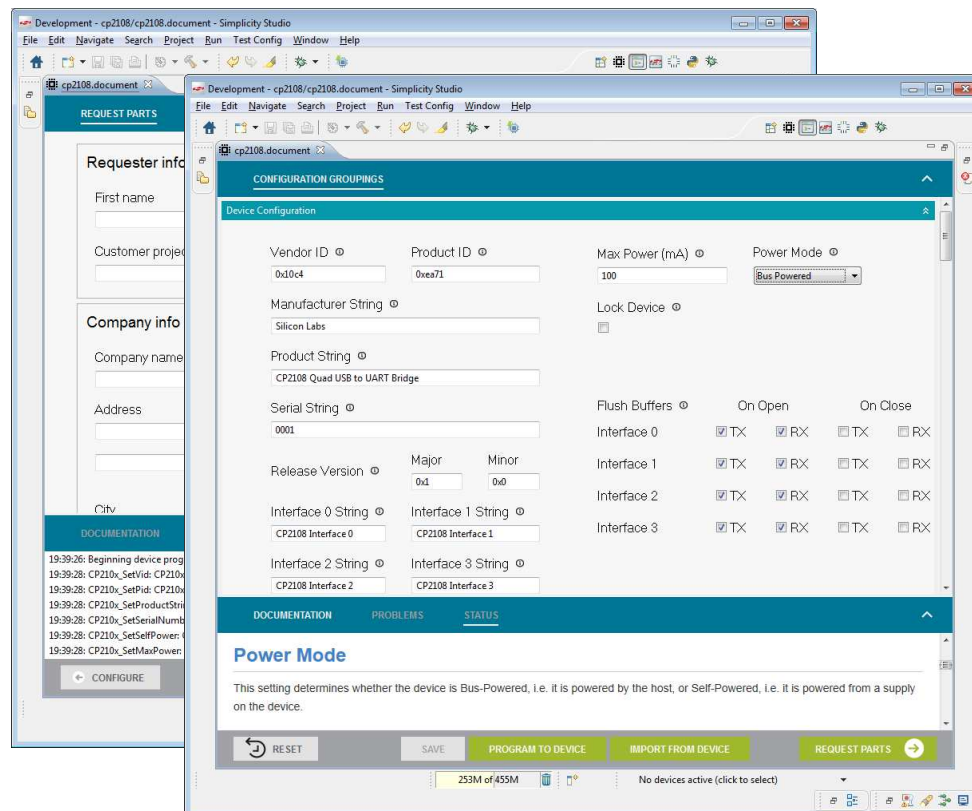 Development - cp2108/cp2108.document - Simplicity Studio
File Edit Navigate Search Project Run Test Config Window Help
cp2108.document
REQUEST PARTS
Requester info
First name
Customer projec
Company info
Company name
Address
City
DOCUMENTATION
19:39:26: Beginning device prog
19:39:28: CP210x_SetVid: CP210x
19:39:28: CP210x_SetPid: CP210x
19:39:28: CP210x_SetProductStri
19:39:28: CP210x_SetSerialNumb
19:39:28: CP210x_SetSelfPower:
19:39:28: CP210x_SetMaxPower:
CONFIGURE
Development - cp2108/cp2108.document - Simplicity Studio
File Edit Navigate Search Project Run Test Config Window Help
cp2108.document
CONFIGURATION GROUPINGS
Device Configuration
Vendor ID Product ID Max Power (mA) Power Mode
0x10c4 0xea71 100 Bus Powered
Manufacturer String Lock Device
Silicon Labs
Product String
CP2108 Quad USB to UART Bridge
Serial String Flush Buffers On Open On Close
0001 Interface 0 TX RX TX RX
Release Version Major Minor Interface 1 TX RX TX RX
0x1 0x0
Interface 2 TX RX TX RX
Interface 0 String Interface 1 String
CP2108 Interface 0 CP2108 Interface 1 Interface 3 TX RX TX RX
Interface 2 String Interface 3 String
CP2108 Interface 2 CP2108 Interface 3
DOCUMENTATION PROBLEMS STATUS
Power Mode
This setting determines whether the device is Bus-Powered, i.e. it is powered by the host, or Self-Powered, i.e. it is powered from a supply
on the device.
RESET SAVE PROGRAM TO DEVICE IMPORT FROM DEVICE REQUEST PARTS
253M of 455M No devices active (click to select)